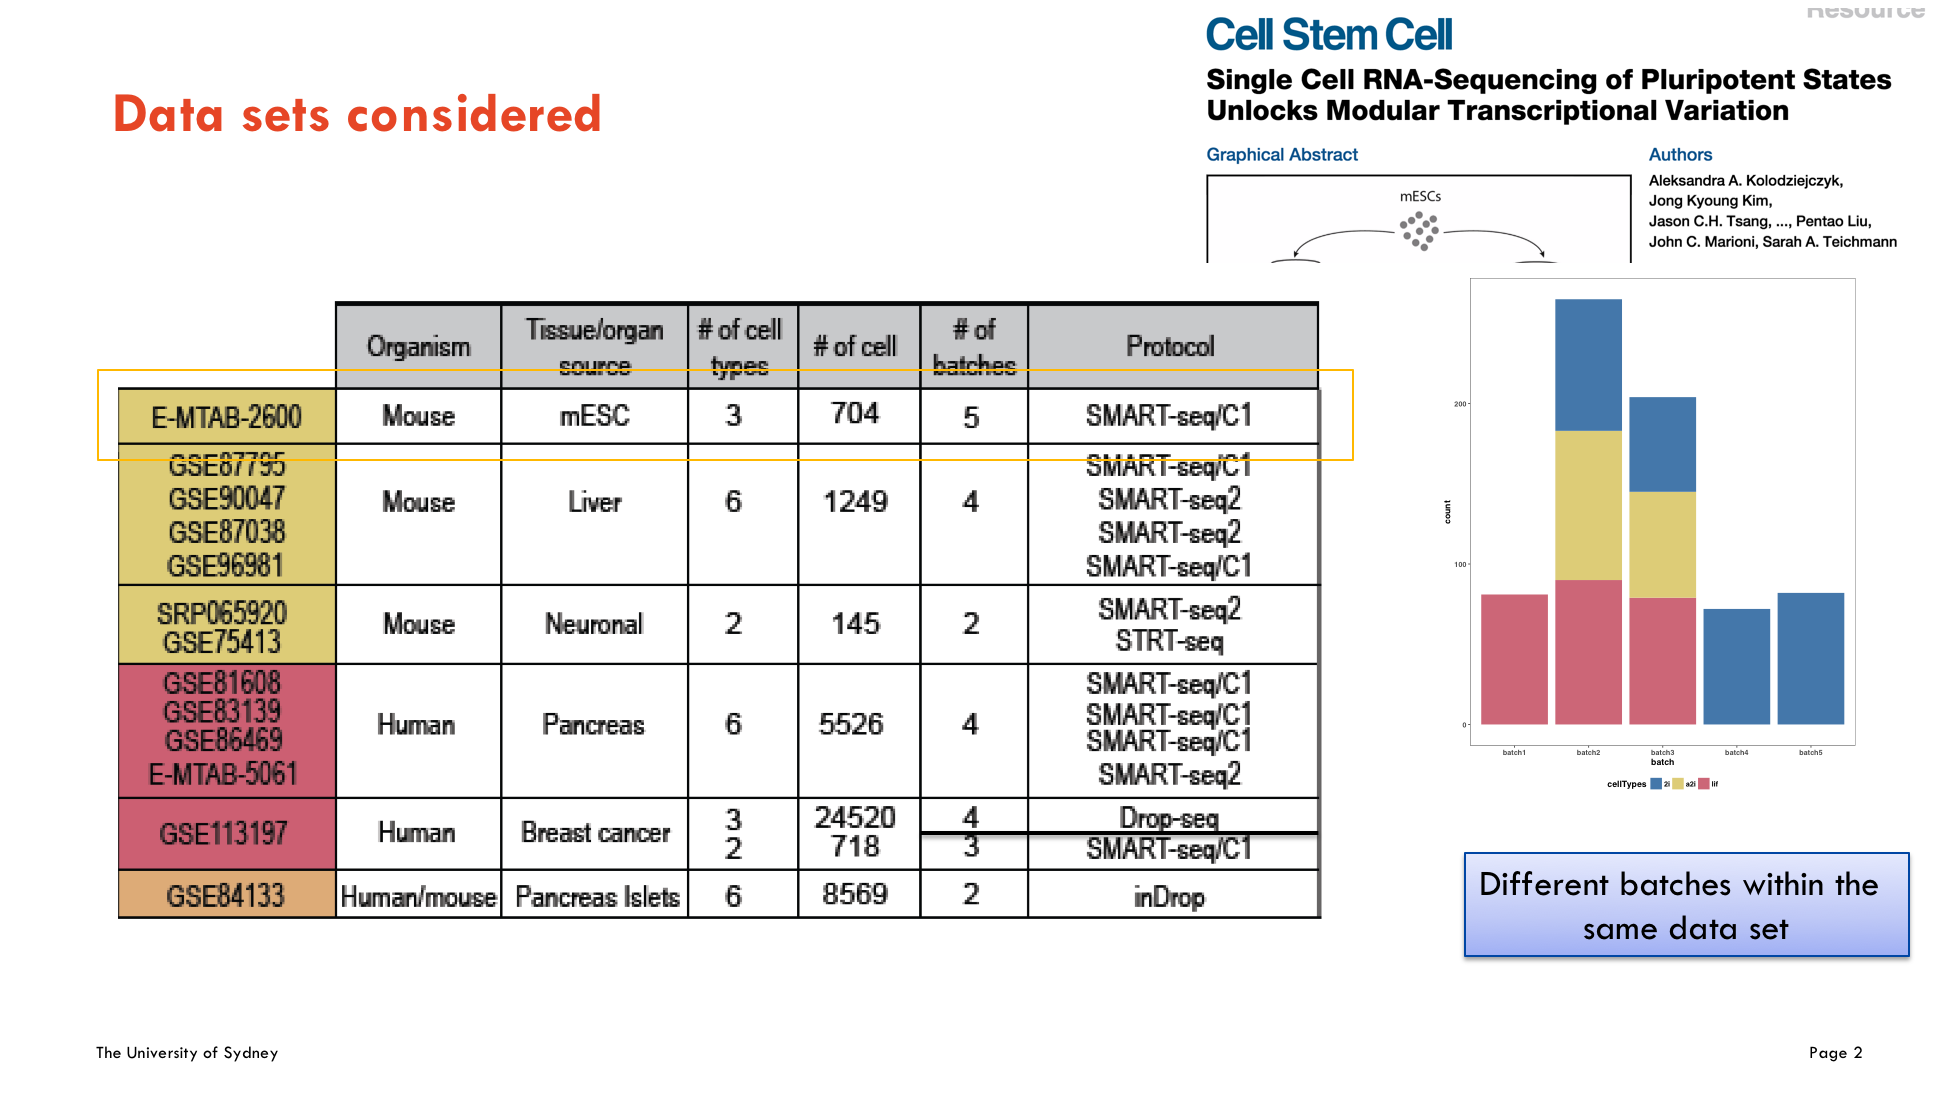 Resource
Cell Stem Cell
Single Cell RNA-Sequencing of Pluripotent States
Unlocks Modular Transcriptional Variation
Data sets considered
Graphical Abstract
Authors
mESCs
Aleksandra A. Kolodziejczyk,
Jong Kyoung Kim,
Jason C.H. Tsang, ..., Pentao Liu,
John C. Marioni, Sarah A. Teichmann
Organism Tissue/organ source # of cell types # of cell # of batches Protocol
E-MTAB-2600 Mouse mESC 3 704 5 SMART-seq/C1
GSE87795 SMART-seq/C1
GSE90047 Mouse Liver 6 1249 4 SMART-seq2
GSE87038 SMART-seq2
GSE96981 SMART-seq/C1
SRP065920 SMART-seq2
Mouse Neuronal 2 145 2
GSE75413 STRT-seq
GSE81608 SMART-seq/C1
GSE83139 SMART-seq/C1
Human Pancreas 6 5526 4
GSE86469 SMART-seq/C1
E-MTAB-5061 SMART-seq2
3 24520 4 Drop-seq
GSE113197 Human Breast cancer
2 718 3 SMART-seq/C1
GSE84133 Human/mouse Pancreas Islets 6 8569 2 inDrop
200
count
100
0
batch1 batch2 batch3 batch4 batch5
batch
cellTypes 2i a2i lif
Different batches within the
same data set
The University of Sydney
Page 2